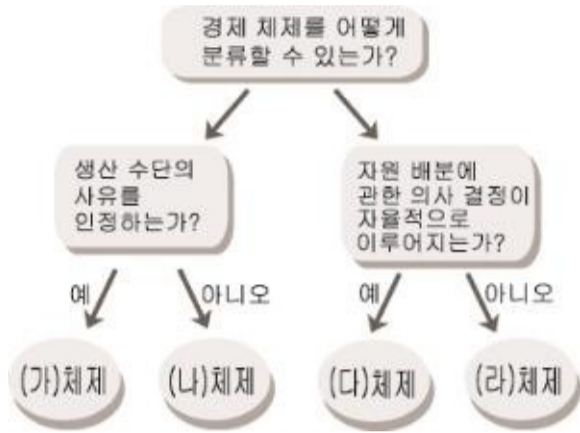 경제 체제를 어떻게
분류할 수 있는가?
생산 수단의
사유를
인정하는가?
자원 배분에
관한 의사 결정이
자율적으로
이루어지는가?
예
아니오
예
아니오
(가)체제
(나)체제
(다)체제
(라)체제